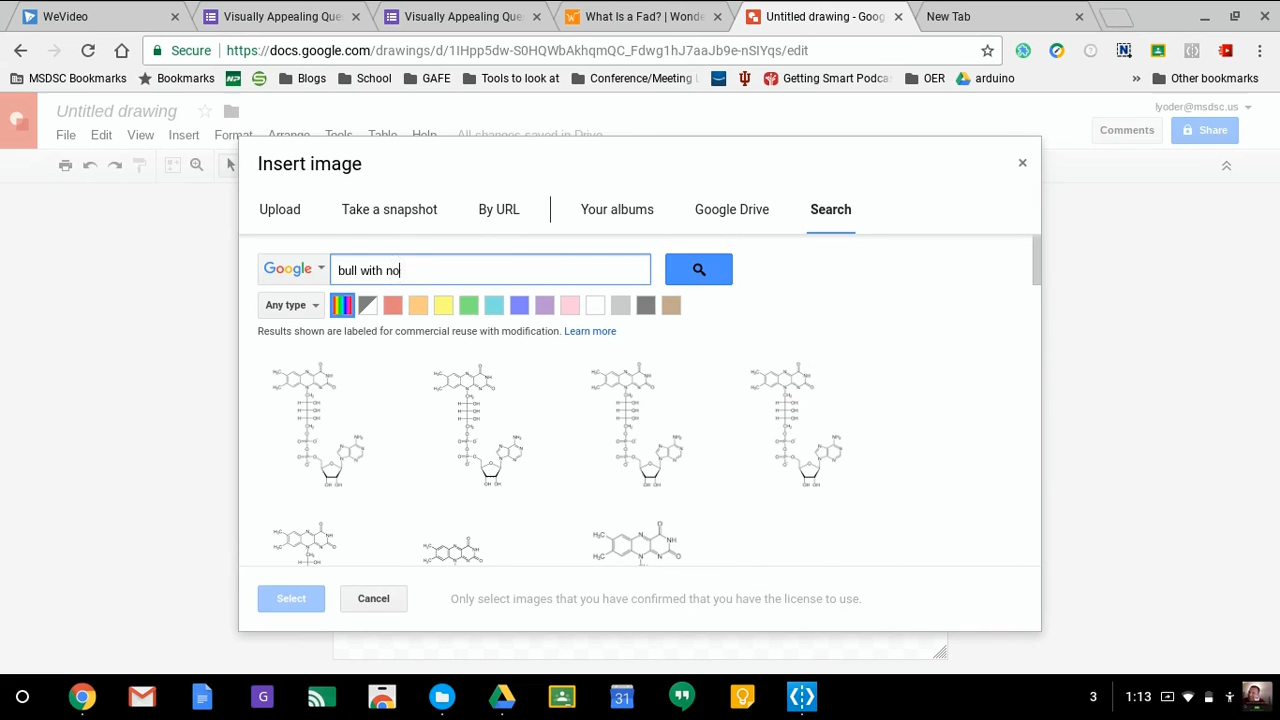 WeVideo
Visually Appealing Que
Visually Appealing Que
What Is a Fad? | Wonde
Untitled drawing - Goog
New Tab
Secure
https://docs.google.com/drawings/d/1IHpp5dw-S0HQWbAkhqmQC_Fdwg1hJ7aaJb9e-nSIYqs/edit
MSDSC Bookmarks
Bookmarks
NP
Blogs
School
GAFE
Tools to look at
Conference/Meeting
Getting Smart Podca
OER
arduino
»
Other bookmarks
Untitled drawing
lyoder@msdsc.us
File Edit View Insert Format Arrange Tools Table Help
All changes saved in Drive
Comments
Share
Insert image
×
Upload
Take a snapshot
By URL
Your albums
Google Drive
Search
Google
bull with no
Any type
Results shown are labeled for commercial reuse with modification. Learn more
Select
Cancel
Only select images that you have confirmed that you have the license to use.
G
31
3
1:13